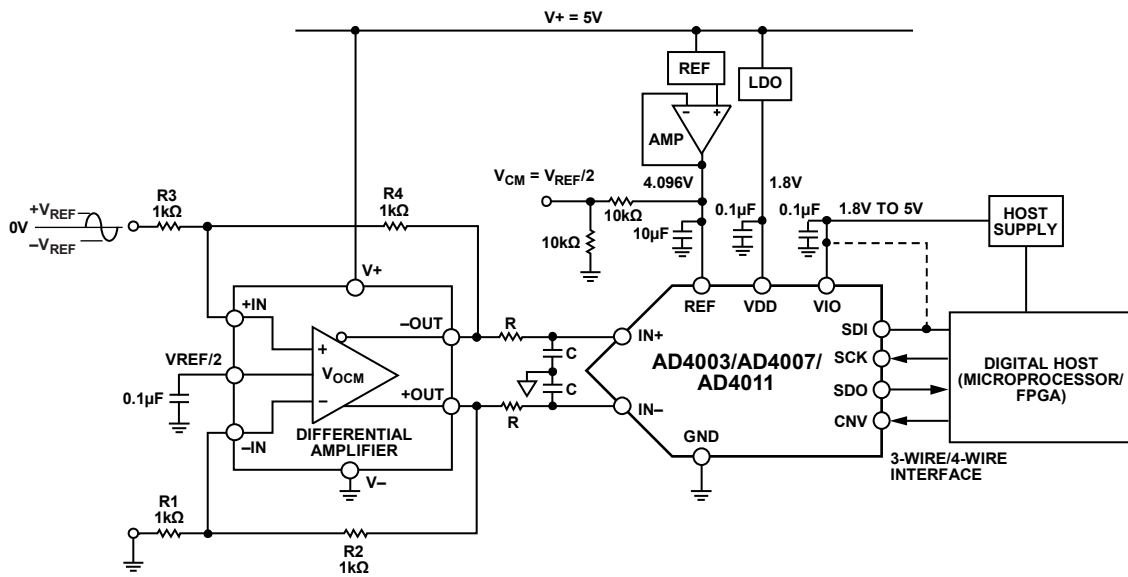 V+ = 5V
REF
LDO
AMP
VCM = VREF/2
4.096V
1.8V
R3
1kΩ
R4
1kΩ
+VREF
0V
−VREF
10kΩ
10kΩ
10µF
0.1µF
0.1µF
1.8V TO 5V
HOST
SUPPLY
V+
+IN
−OUT
R
C
REF
VDD
VIO
IN+
SDI
VREF/2
VOCM
+
−
AD4003/AD4007/
AD4011
SCK
DIGITAL HOST
(MICROPROCESSOR/
FPGA)
0.1µF
+OUT
C
SDO
−IN
R
IN−
CNV
DIFFERENTIAL
AMPLIFIER
GND
3-WIRE/4-WIRE
INTERFACE
V−
R1
1kΩ
R2
1kΩ